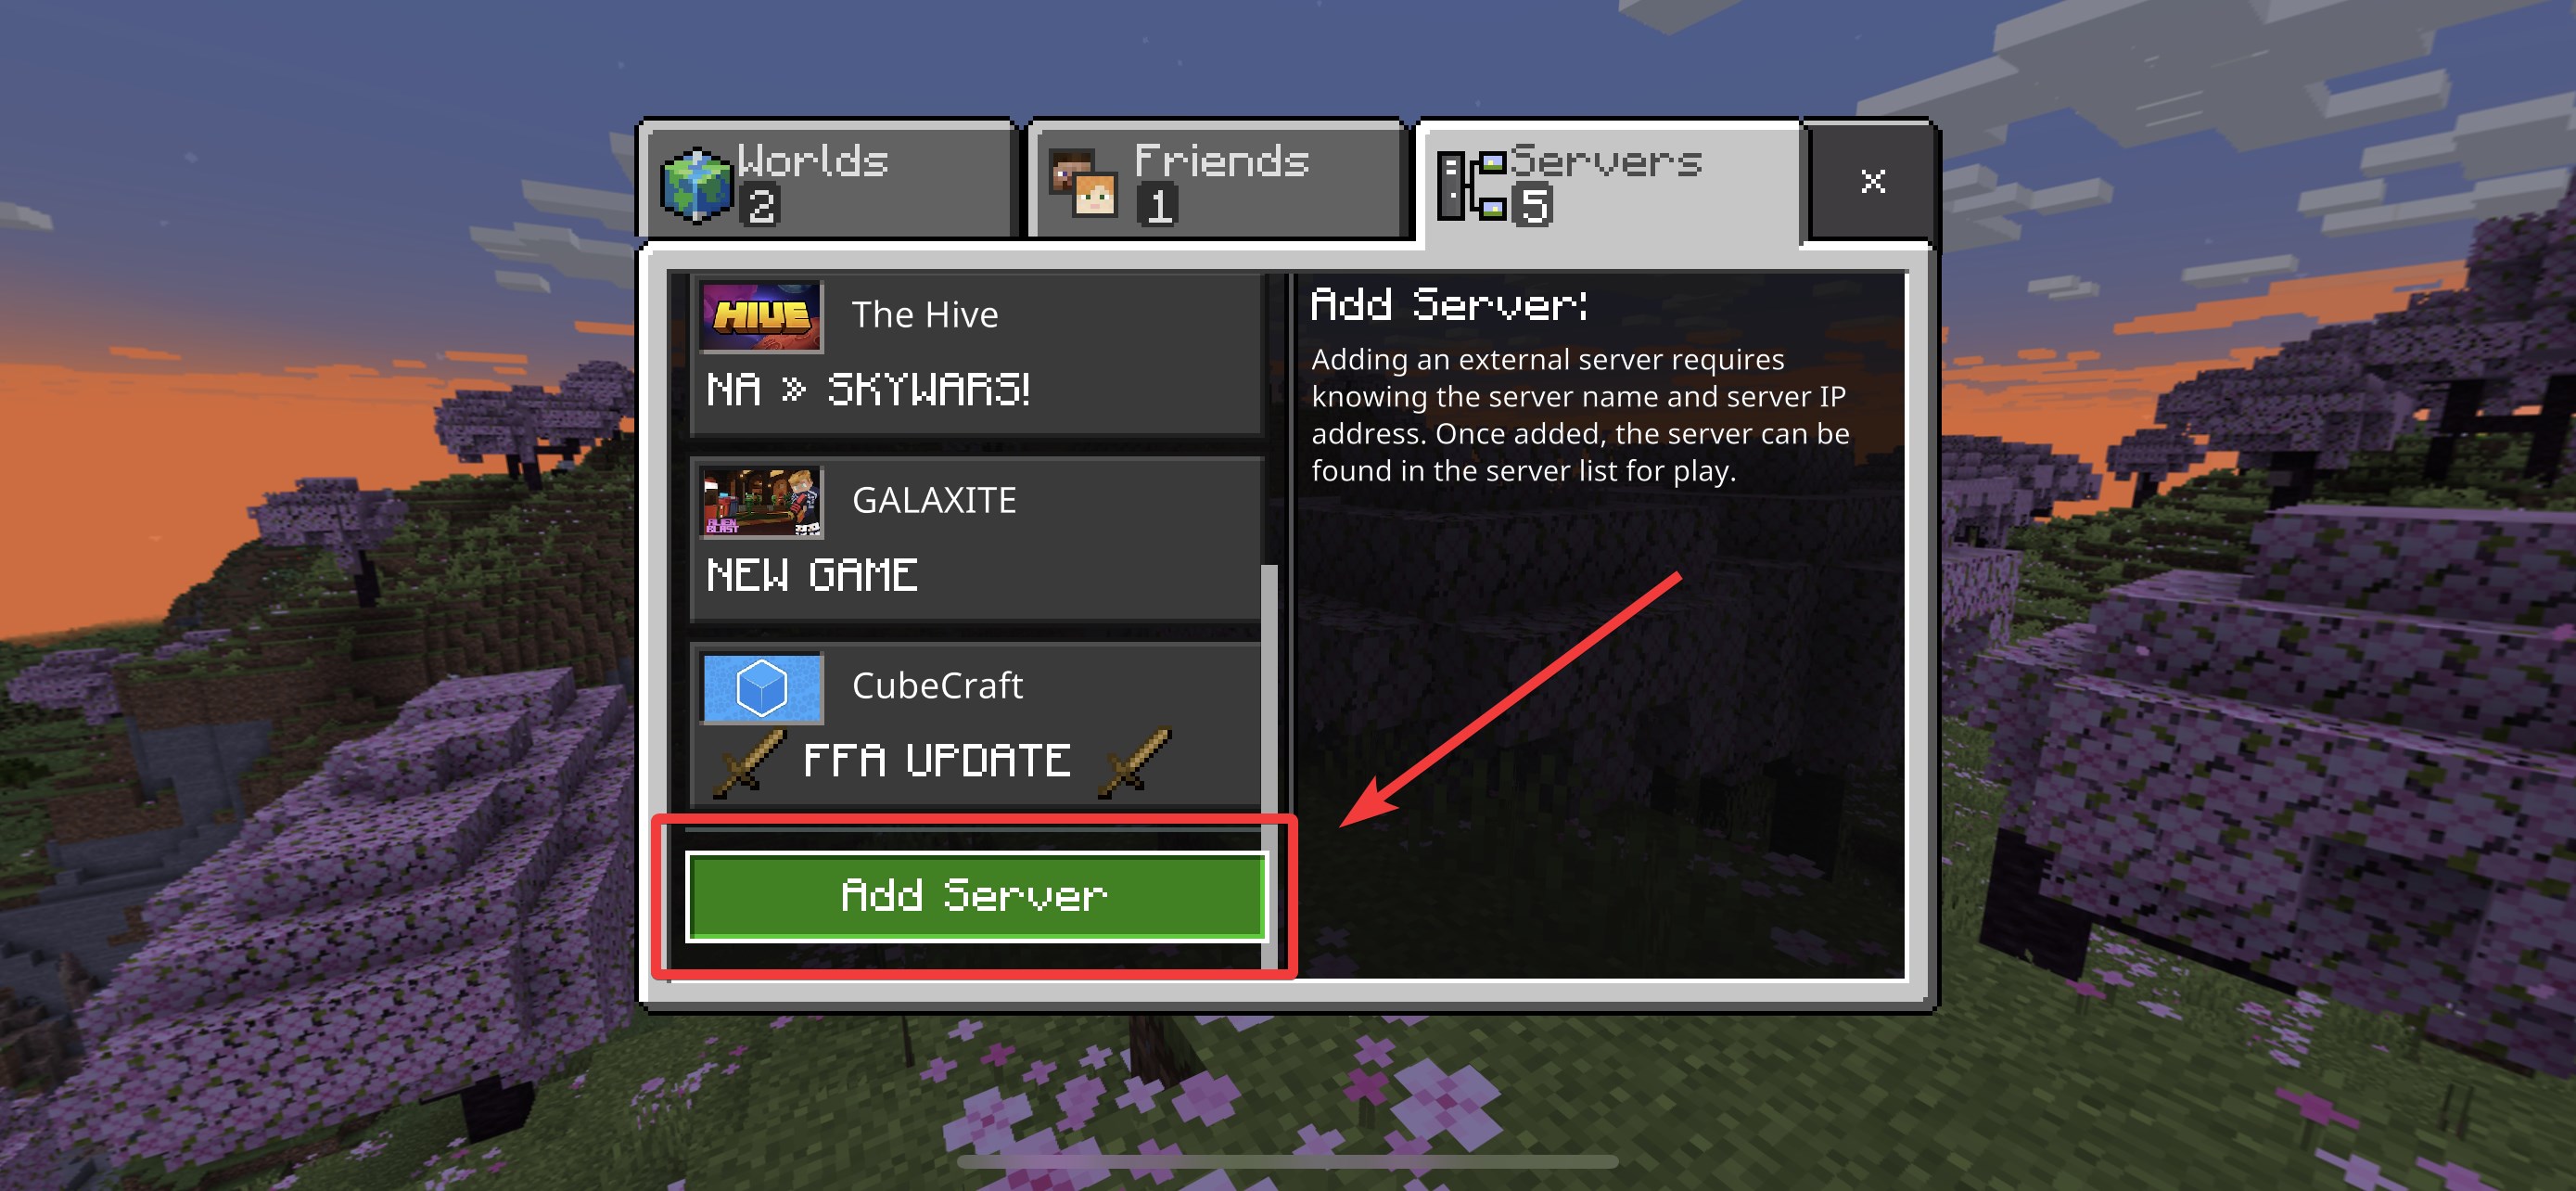 Worlds
2
Friends
1
Servers
5
×
HIVE
The Hive
NA » SKYWARS!
ALIEN
BLAST
GALAXITE
NEW GAME
CubeCraft
FFA UPDATE
Add Server
Add Server:
Adding an external server requires
knowing the server name and server IP
address. Once added, the server can be
found in the server list for play.